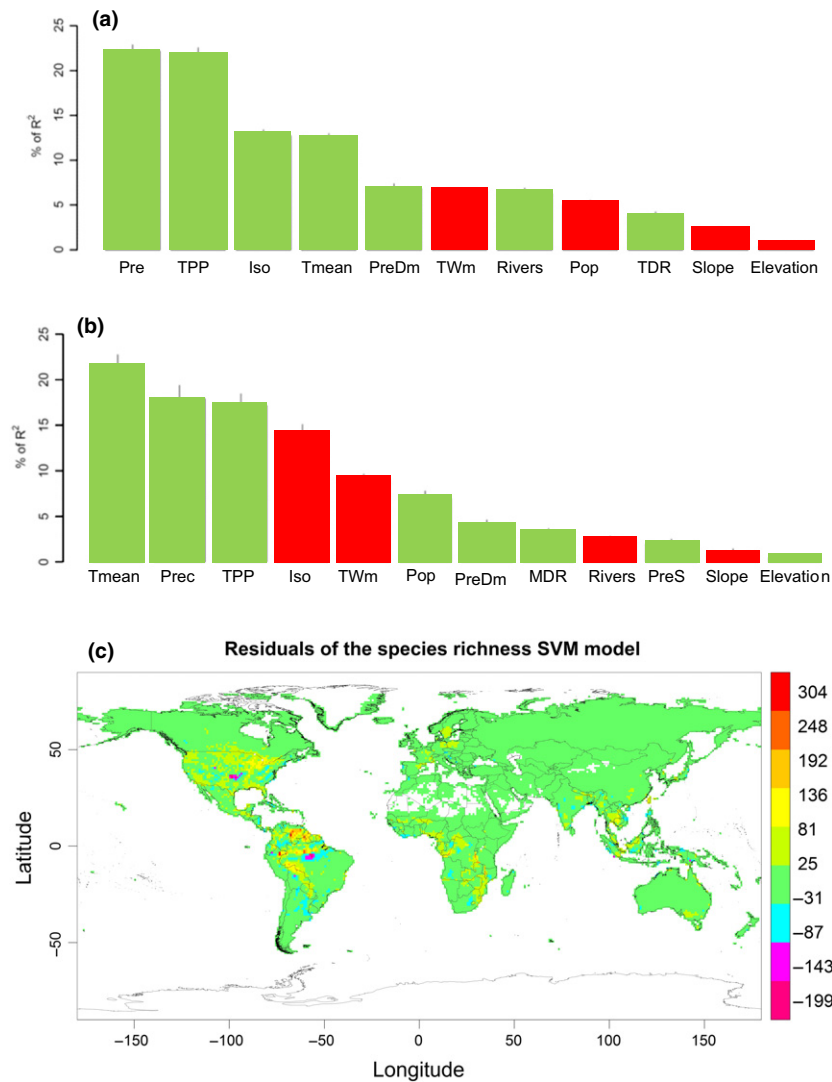 (a)
25
20
15
10
5
0
% of R²
Pre TPP Iso Tmean PreDm TWm Rivers Pop TDR Slope Elevation
(b)
25
20
15
10
5
0
% of R²
Tmean Prec TPP Iso TWm Pop PreDm MDR Rivers PreS Slope Elevation
(c)
Residuals of the species richness SVM model
304
248
192
136
81
25
−31
−87
−143
−199
50
0
−50
Latitude
−150 −100 −50 0 50 100 150
Longitude